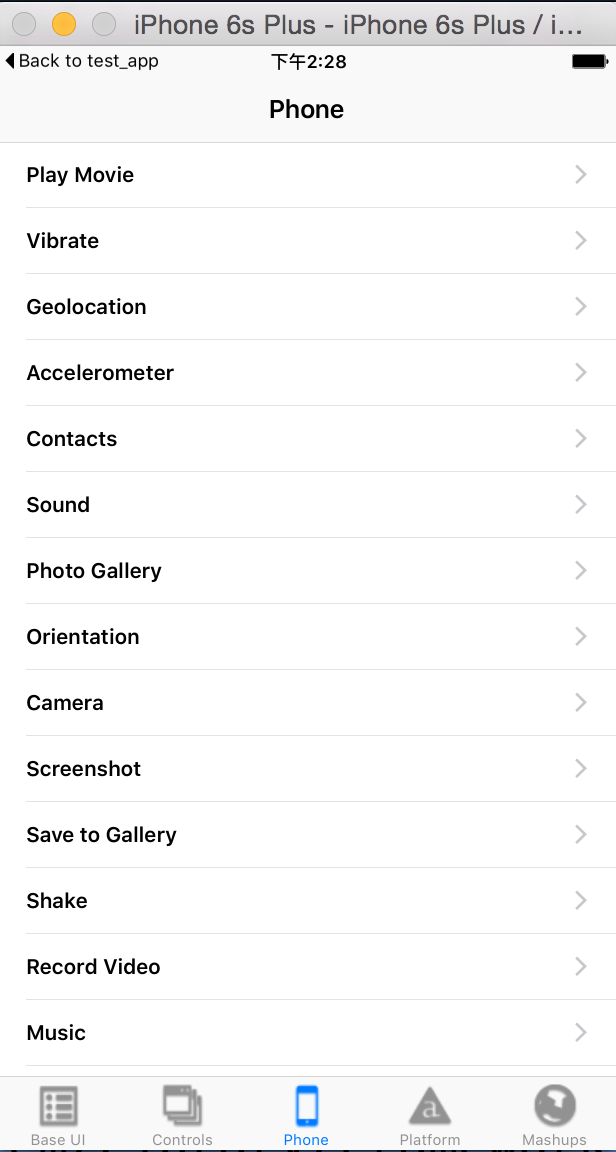 iPhone 6s Plus - iPhone 6s Plus / i...
Back to test_app
下午2:28
Phone
Play Movie
Vibrate
Geolocation
Accelerometer
Contacts
Sound
Photo Gallery
Orientation
Camera
Screenshot
Save to Gallery
Shake
Record Video
Music
a
Base UI
Controls
Phone
Platform
Mashups